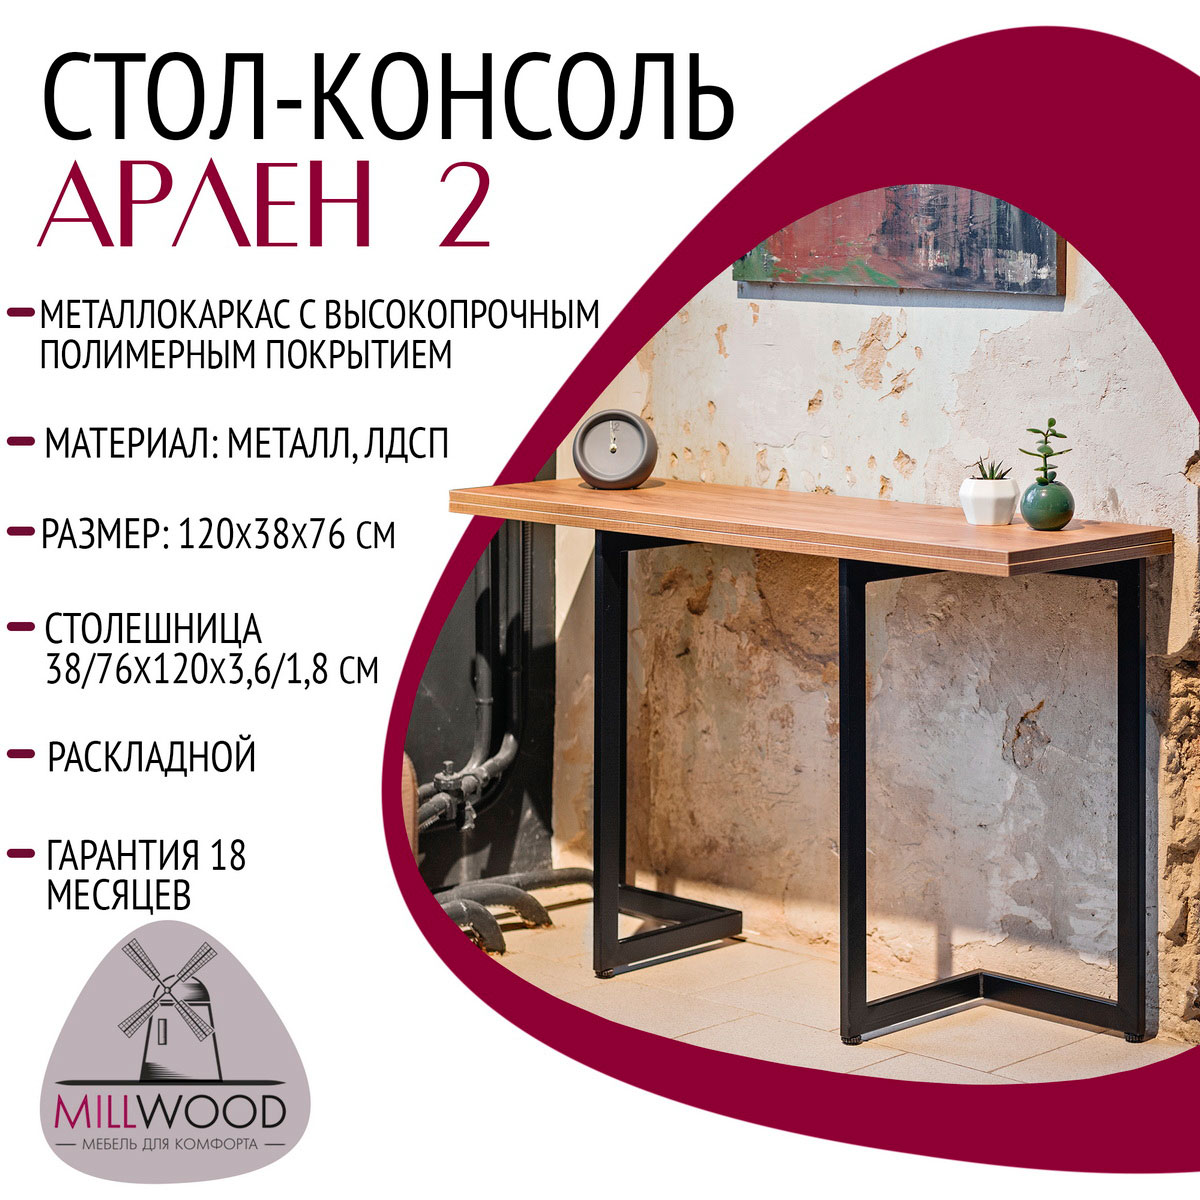 СТОЛ-КОНСОЛЬ
АРЛЕН 2
МЕТАЛЛОКАРКАС С ВЫСОКОПРОЧНЫМ
ПОЛИМЕРНЫМ ПОКРЫТИЕМ
МАТЕРИАЛ: МЕТАЛЛ, ЛДСП
РАЗМЕР: 120х38х76 СМ
СТОЛЕШНИЦА
38/76Х120х3,6/1,8 СМ
РАСКЛАДНОЙ
ГАРАНТИЯ 18
МЕСЯЦЕВ
MILLWOOD
МЕБЕЛЬ ДЛЯ КОМФОРТА